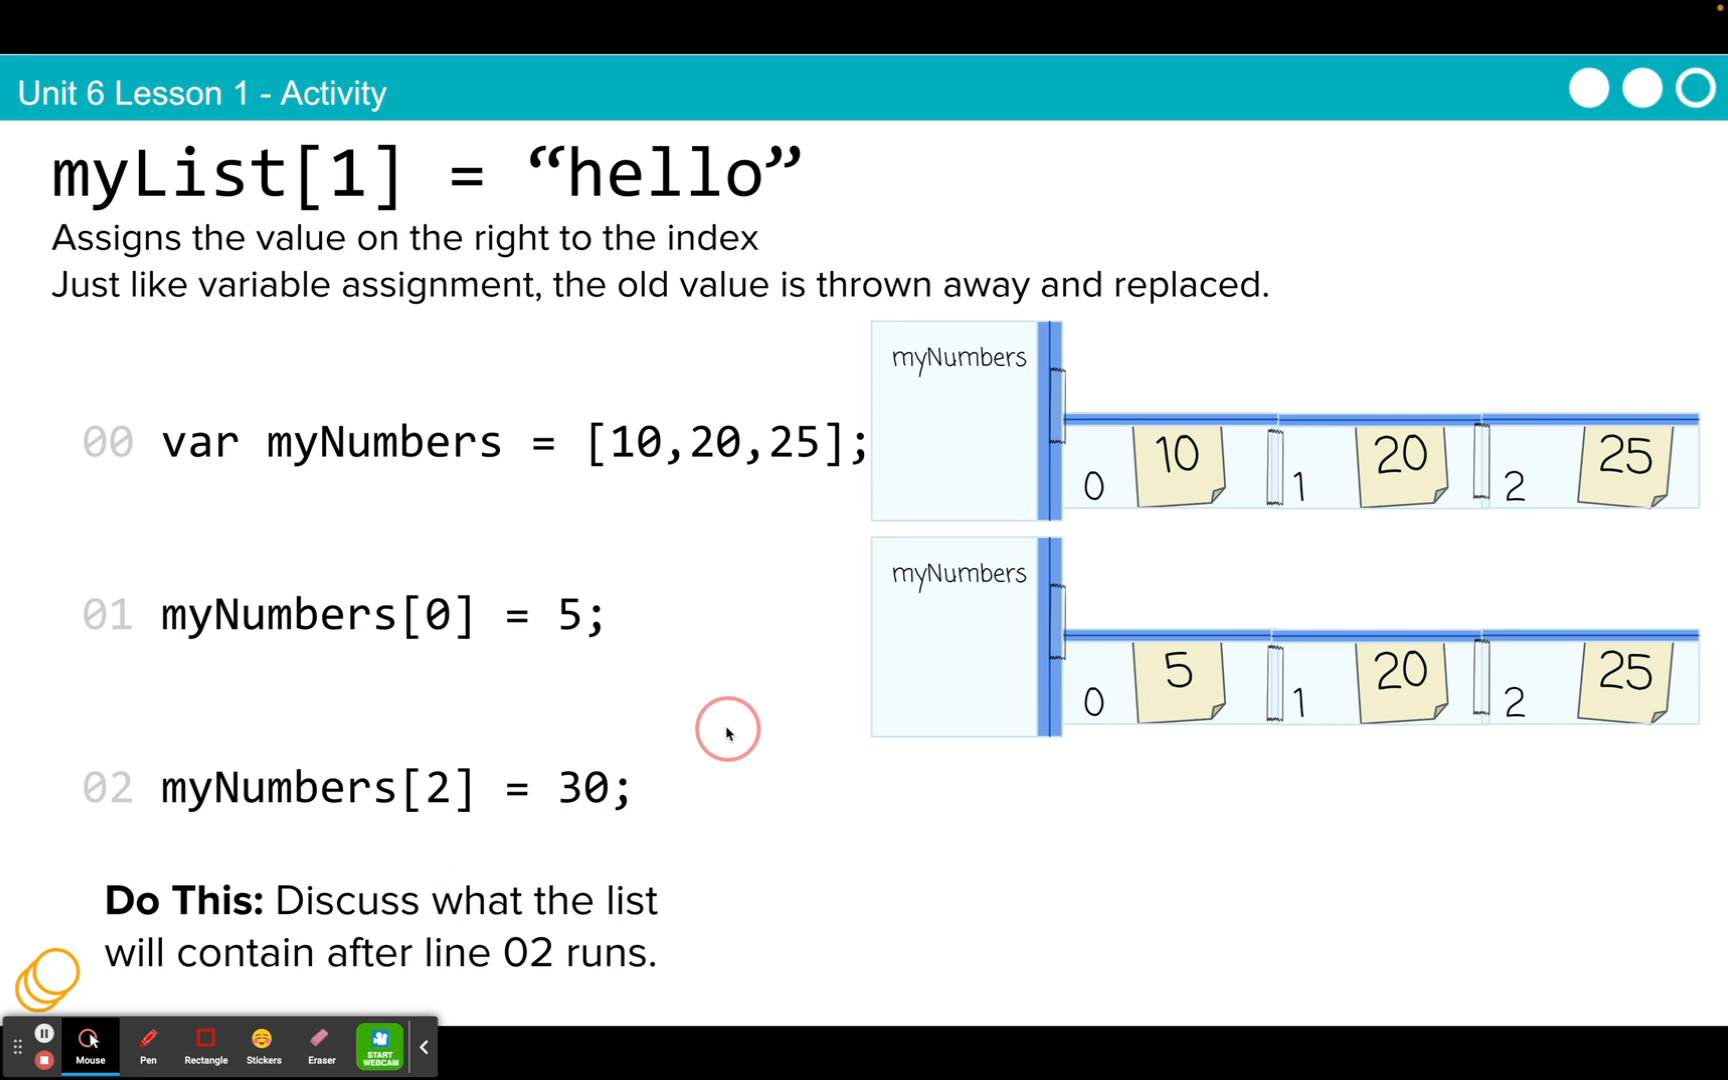 Unit 6 Lesson 1 - Activity
myList[1] = “hello”
Assigns the value on the right to the index
Just like variable assignment, the old value is thrown away and replaced.
00 var myNumbers = [10,20,25];
myNumbers
0 10 1 20 2 25
01 myNumbers[0] = 5;
myNumbers
0 5 1 20 2 25
02 myNumbers[2] = 30;
Do This: Discuss what the list
will contain after line 02 runs.
Mouse Pen Rectangle Stickers Eraser START
WEBCAM